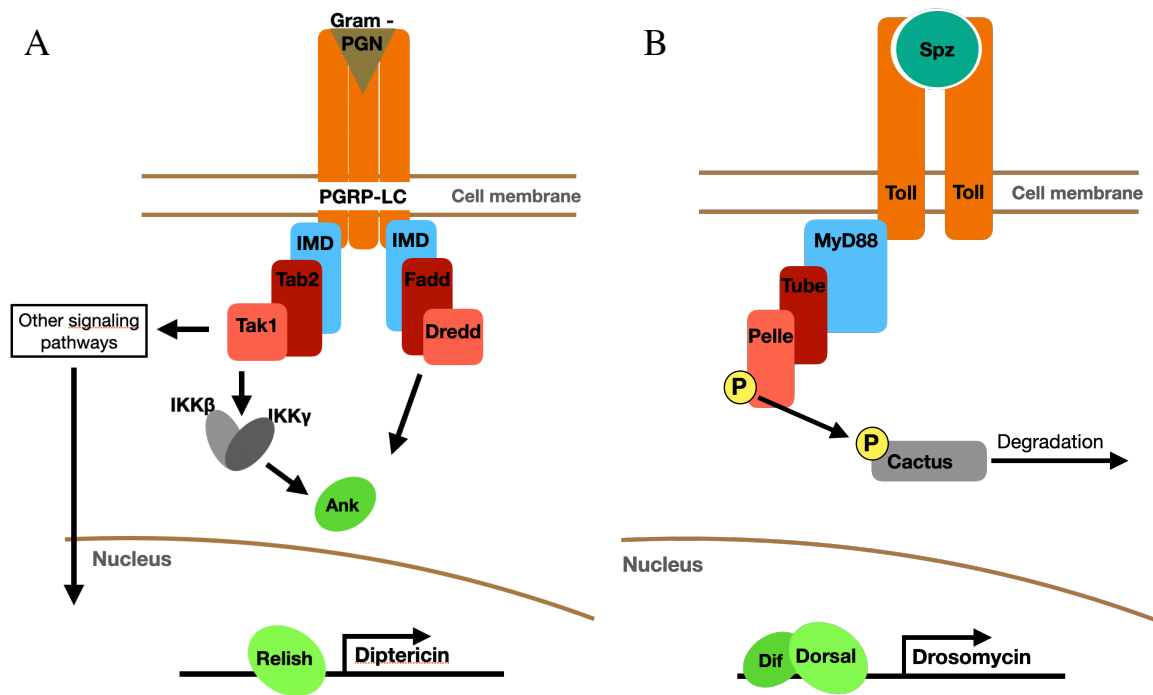 A
Gram -
PGN
PGRP-LC
Cell membrane
IMD
IMD
Tab2
Fadd
Tak1
Dredd
Other signaling
pathways
IKKβ
IKKγ
Ank
Nucleus
Relish
Diptericin
B
Spz
Toll
Toll
Cell membrane
MyD88
Tube
Pelle
P
P
Cactus
Degradation
Nucleus
Dif
Dorsal
Drosomycin